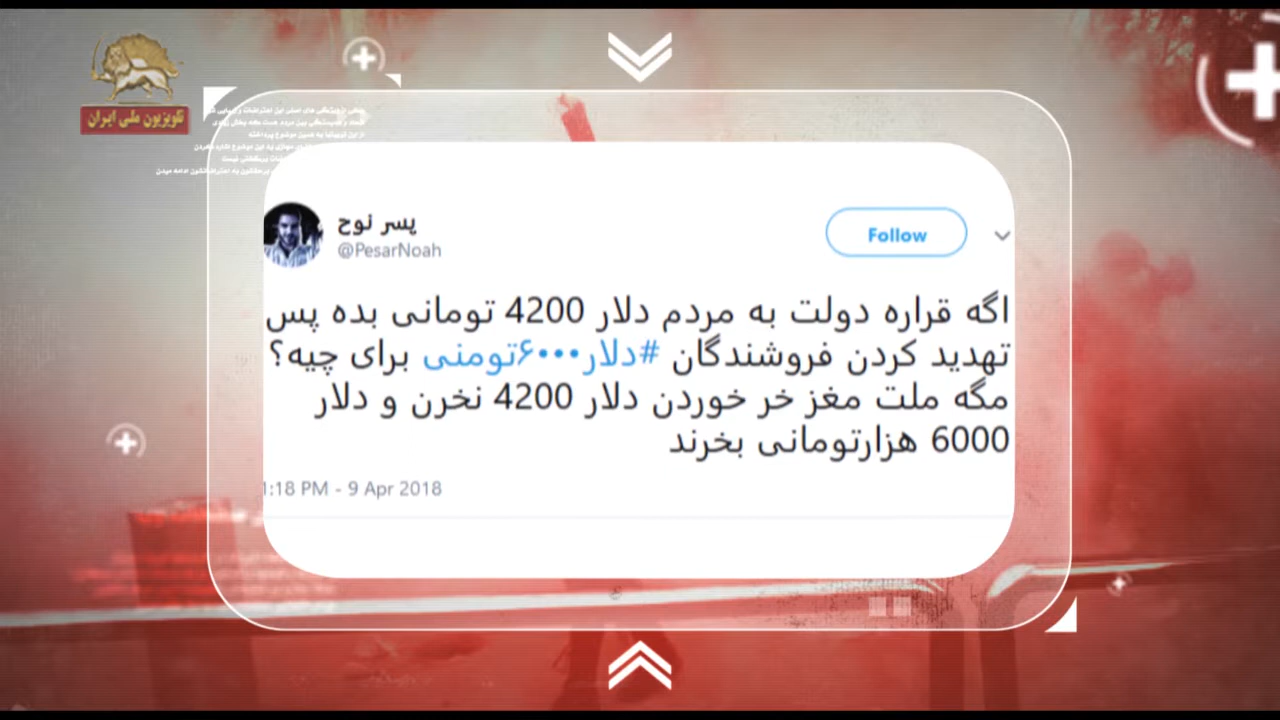 تلویزیون ملی ایران
پسر نوح
@PesarNoah
Follow
اگه قراره دولت به مردم دلار 4200 تومانی بده پس
تهدید کردن فروشندگان #دلار۶۰۰۰تومنی برای چیه؟
مگه ملت مغز خر خوردن دلار 4200 نخرن و دلار
6000 هزارتومانی بخرند
1:18 PM - 9 Apr 2018